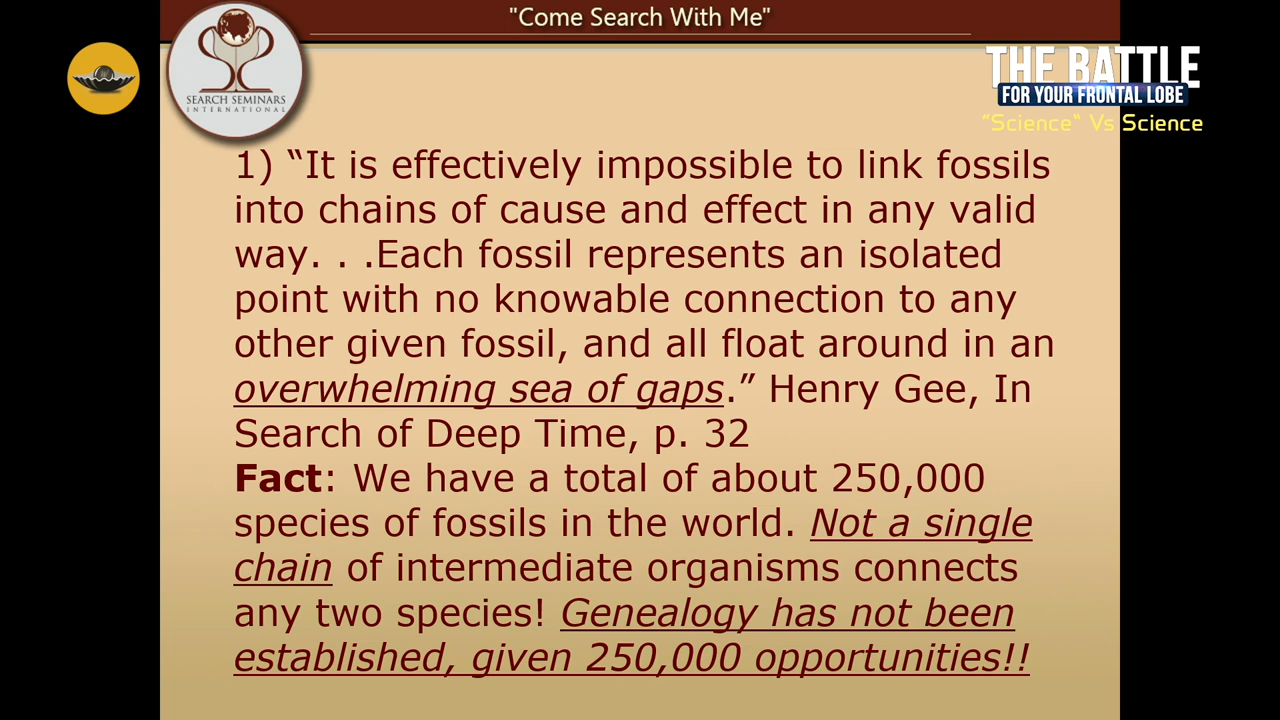 "Come Search With Me"
SEARCH SEMINARS
INTERNATIONAL
THE BATTLE
FOR YOUR FRONTAL LOBE
"Science" Vs Science
1) “It is effectively impossible to link fossils
into chains of cause and effect in any valid
way. . .Each fossil represents an isolated
point with no knowable connection to any
other given fossil, and all float around in an
overwhelming sea of gaps.” Henry Gee, In
Search of Deep Time, p. 32
Fact: We have a total of about 250,000
species of fossils in the world. Not a single
chain of intermediate organisms connects
any two species! Genealogy has not been
established, given 250,000 opportunities!!